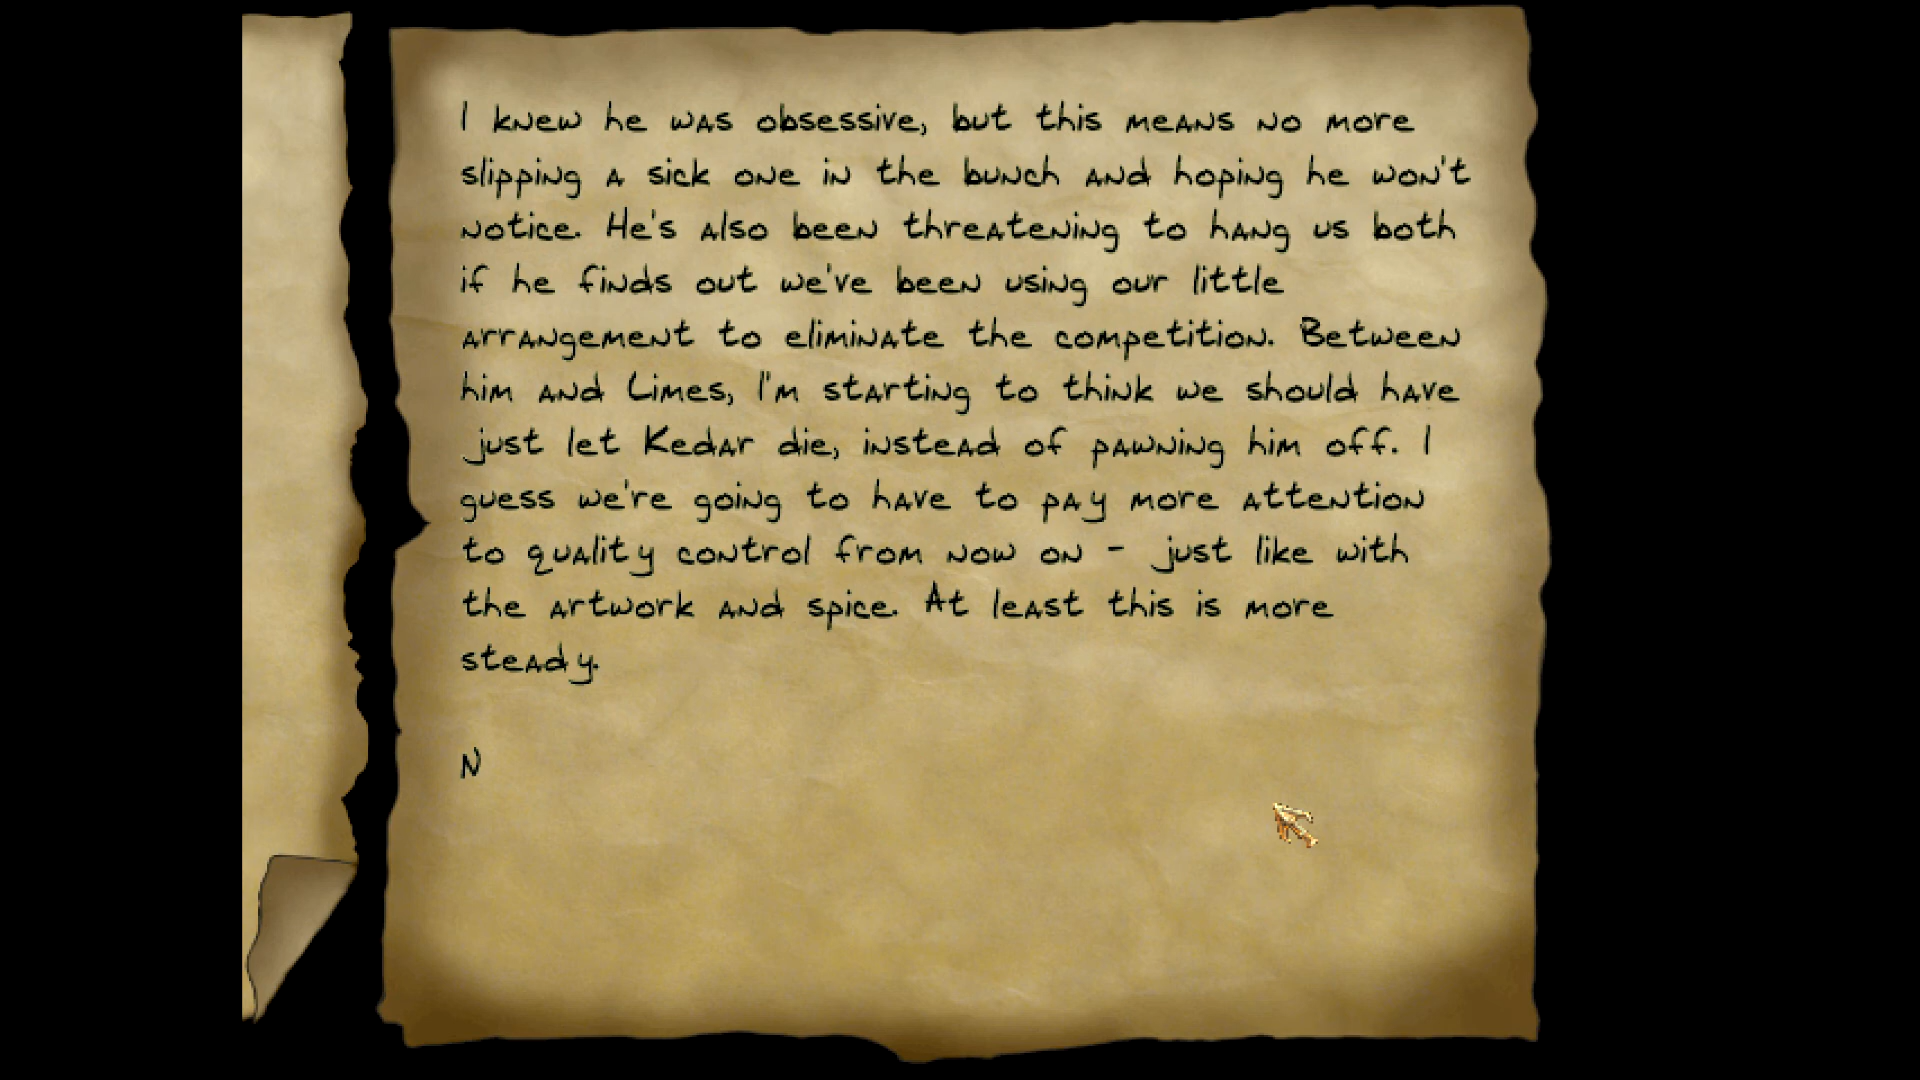 I knew he was obsessive, but this means no more
slipping a sick one in the bunch and hoping he won't
notice. He's also been threatening to hang us both
if he finds out we've been using our little
arrangement to eliminate the competition. Between
him and Limes, I'm starting to think we should have
just let Kedar die, instead of pawning him off. I
guess we're going to have to pay more attention
to quality control from now on - just like with
the artwork and spice. At least this is more
steady.
N